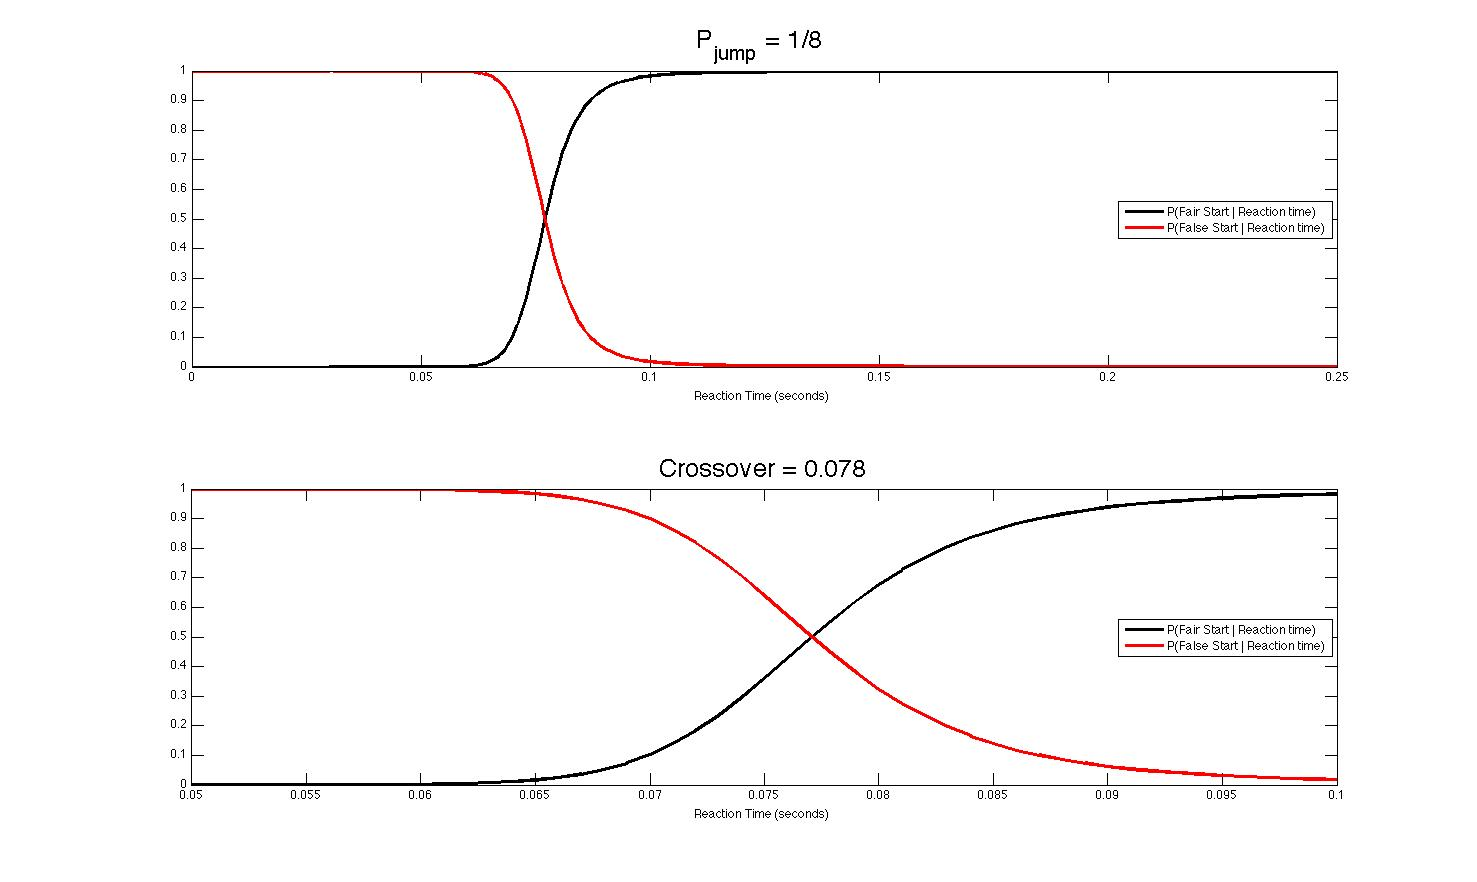 P_jump = 1/8
1
0.9
0.8
0.7
0.6
0.5
0.4
0.3
0.2
0.1
0
0 0.05 0.1 0.15 0.2 0.25
Reaction Time (seconds)
P(Fair Start | Reaction time)
P(False Start | Reaction time)
Crossover = 0.078
1
0.9
0.8
0.7
0.6
0.5
0.4
0.3
0.2
0.1
0
0.05 0.055 0.06 0.065 0.07 0.075 0.08 0.085 0.09 0.095 0.1
Reaction Time (seconds)
P(Fair Start | Reaction time)
P(False Start | Reaction time)